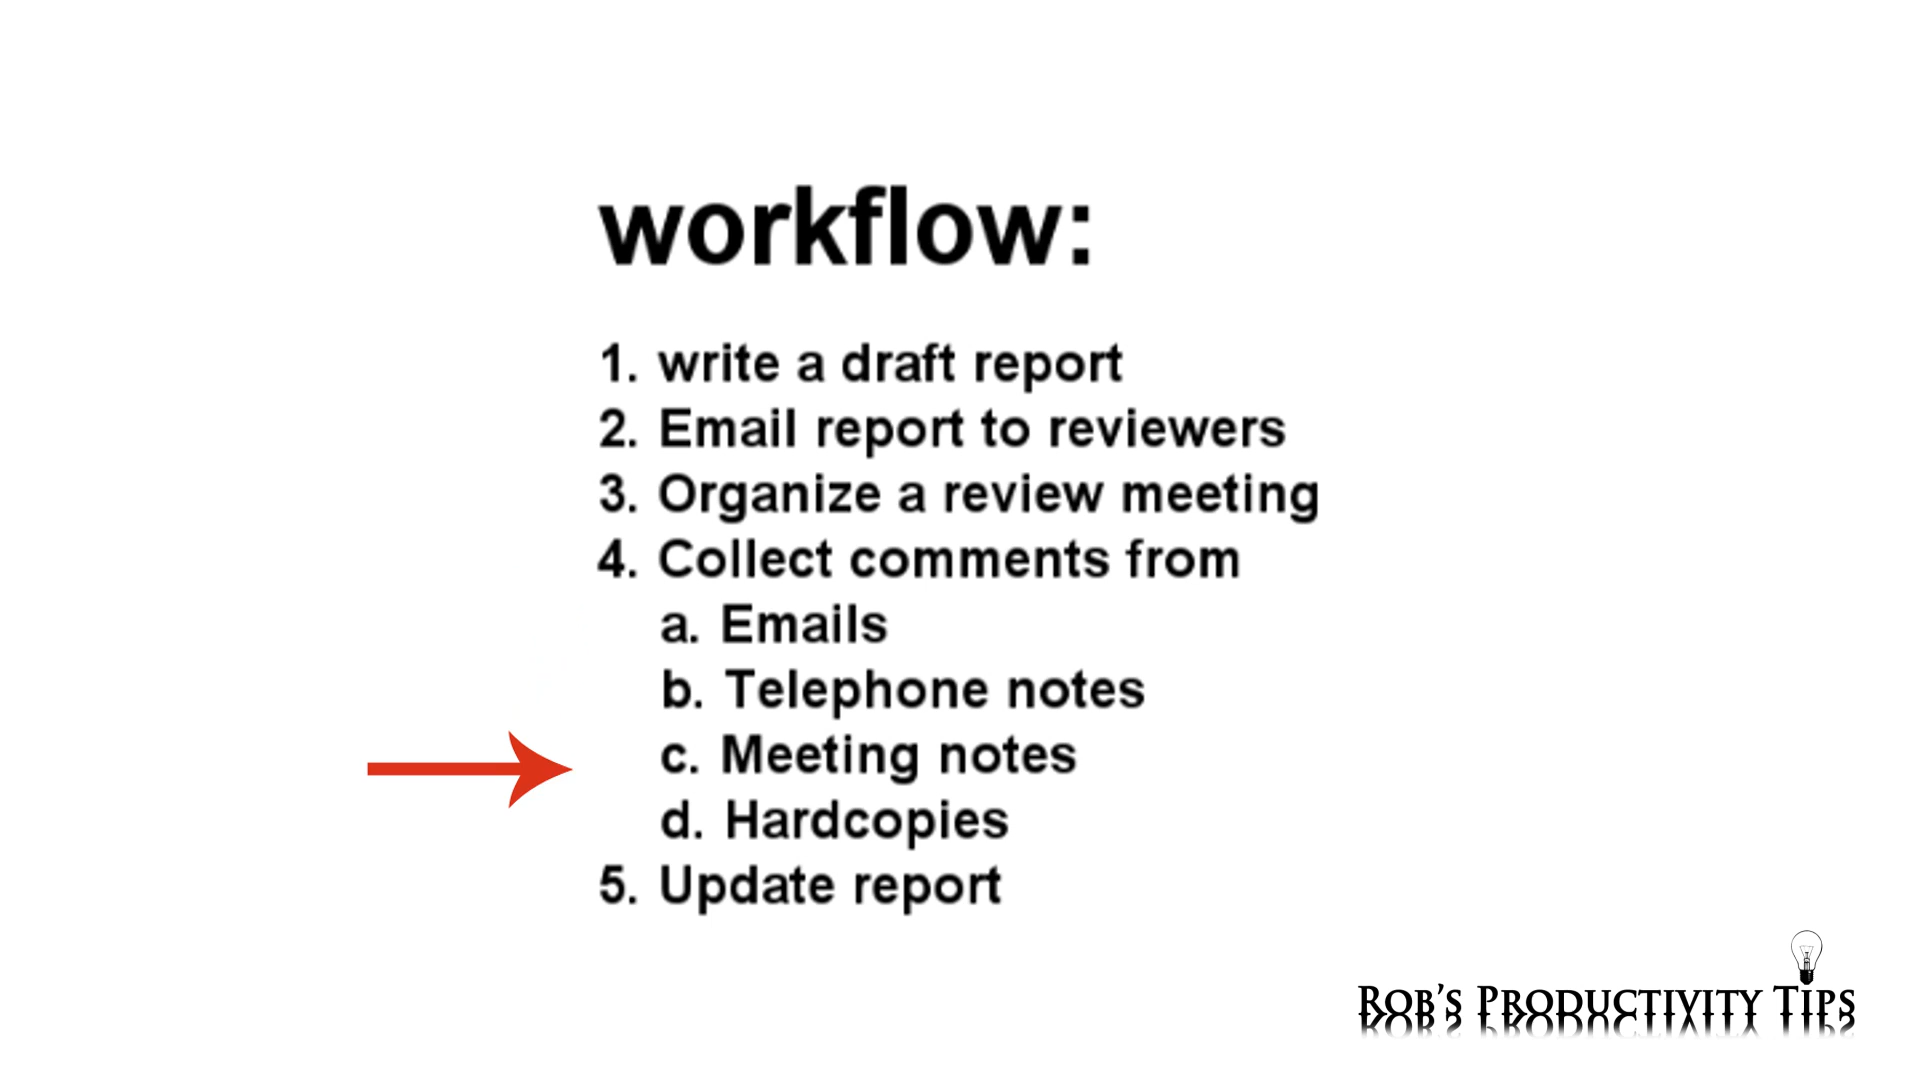 workflow:
1. write a draft report
2. Email report to reviewers
3. Organize a review meeting
4. Collect comments from
a. Emails
b. Telephone notes
c. Meeting notes
d. Hardcopies
5. Update report
ROB'S PRODUCTIVITY TIPS